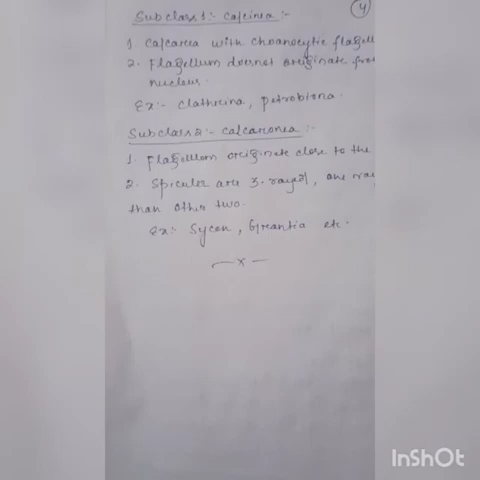 4
Subclass 1:- Calcinea :-
1. Calcarea with choanocytic flagell
2. Flagellum doesnot originate from
nucleus.
Ex:- Clathrina, petrobiona.
Subclass 2:- Calcaronea :-
1. Flagelllum originate close to the
2. Spicules are 3-rayed, one
than other two.
Ex:- Sycon, Grantia etc.
x
InShOt